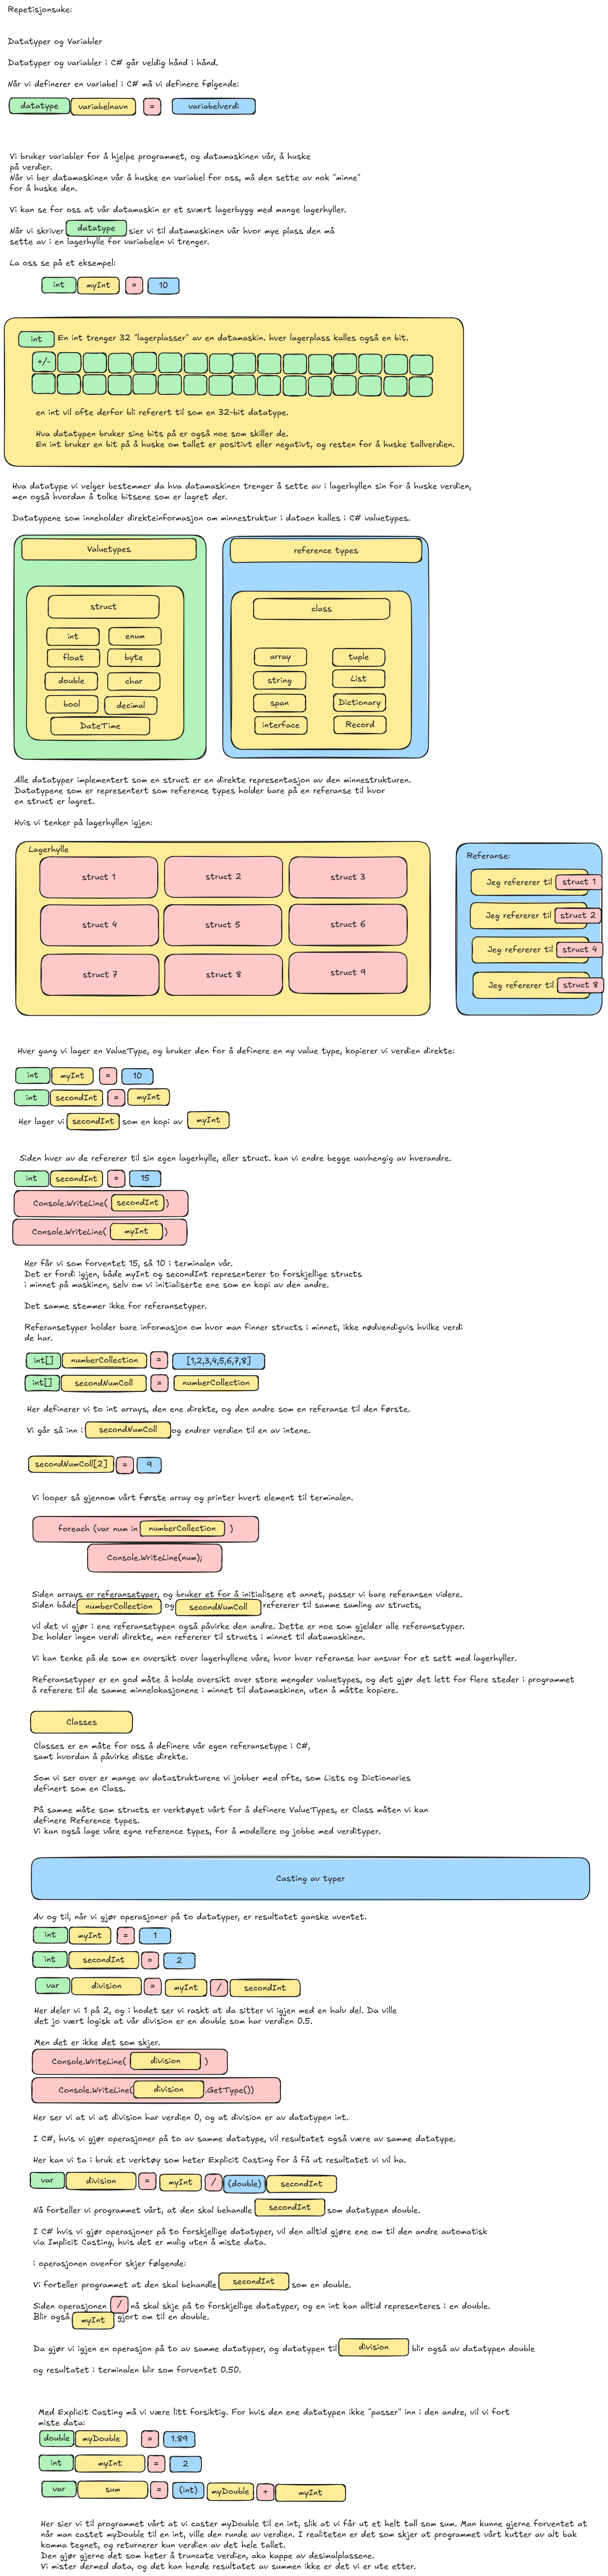 Repetisjonsuke:
Datatyper og Variabler
Datatyper og variabler i C# går veldig hånd i hånd.
Når vi definerer en variabel i C# må vi definere følgende:
datatype variabelnavn = variabelverdi
Vi bruker variabler for å hjelpe programmet, og datamaskinen vår, å huske
på verdier.
Når vi ber datamaskinen vår å huske en variabel for oss, må den sette av nok "minne"
for å huske den.
Vi kan se for oss at vår datamaskin er et svært lagerbygg med mange lagerhyller.
Når vi skriver datatype sier vi til datamaskinen vår hvor mye plass den må
sette av i en lagerhylle for variabelen vi trenger.
La oss se på et eksempel:
int myInt = 10
int En int trenger 32 "lagerplasser" av en datamaskin. hver lagerplass kalles også en bit.
+/-
en int vil ofte derfor bli referert til som en 32-bit datatype.
Hva datatypen bruker sine bits på er også noe som skiller de.
En int bruker en bit på å huske om tallet er positivt eller negativt, og resten for å huske tallverdien.
Hva datatype vi velger bestemmer da hva datamaskinen trenger å sette av i lagerhyllen sin for å huske verdien,
men også hvordan å tolke bitsene som er lagret der.
Datatypene som inneholder direkteinformasjon om minnestruktur i dataen kalles i C# valuetypes.
Valuetypes
struct
int enum
float byte
double char
bool decimal
DateTime
reference types
class
array tuple
string List
span Dictionary
interface Record
Alle datatyper implementert som en struct er en direkte representasjon av den minnestrukturen.
Datatypene som er representert som reference types holder bare på en referanse til hvor
en struct er lagret.
Hvis vi tenker på lagerhyllen igjen:
Lagerhylle
struct 1 struct 2 struct 3
struct 4 struct 5 struct 6
struct 7 struct 8 struct 9
Referanse:
Jeg refererer til struct 1
Jeg refererer til struct 2
Jeg refererer til struct 4
Jeg refererer til struct 8
Hver gang vi lager en ValueType, og bruker den for å definere en ny value type, kopierer vi verdien direkte:
int myInt = 10
int secondInt = myInt
Her lager vi secondInt som en kopi av myInt
Siden hver av de refererer til sin egen lagerhylle, eller struct. kan vi endre begge uavhengig av hverandre.
int secondInt = 15
Console.WriteLine( secondInt )
Console.WriteLine( myInt )
Her får vi som forventet 15, så 10 i terminalen vår.
Det er fordi igjen, både myInt og secondInt representerer to forskjellige structs
i minnet på maskinen, selv om vi initialiserte ene som en kopi av den andre.
Det samme stemmer ikke for referansetyper.
Referansetyper holder bare informasjon om hvor man finner structs i minnet, ikke nødvendigvis hvilke verdi
de har.
int[] numberCollection = [1,2,3,4,5,6,7,8]
int[] secondNumColl = numberCollection
Her definerer vi to int arrays, den ene direkte, og den andre som en referanse til den første.
Vi går så inn i secondNumColl og endrer verdien til en av intene.
secondNumColl[2] = 9
Vi looper så gjennom vårt første array og printer hvert element til terminalen.
foreach (var num in numberCollection )
Console.WriteLine(num);
Siden arrays er referansetyper, og bruker et for å initialisere et annet, passer vi bare referansen videre.
Siden både numberCollection og secondNumColl refererer til samme samling av structs,
vil det vi gjør i ene referansetypen også påvirke den andre. Dette er noe som gjelder alle referansetyper.
De holder ingen verdi direkte, men refererer til structs i minnet til datamaskinen.
Vi kan tenke på de som en oversikt over lagerhyllene våre, hvor hver referanse har ansvar for et sett med lagerhyller.
Referansetyper er en god måte å holde oversikt over store mengder valuetypes, og det gjør det lett for flere steder i programmet
å referere til de samme minnelokasjonene i minnet til datamaskinen, uten å måtte kopiere.
Classes
Classes er en måte for oss å definere vår egen referansetype i C#,
samt hvordan å påvirke disse direkte.
Som vi ser over er mange av datastrukturene vi jobber med ofte, som Lists og Dictionaries
definert som en Class.
På samme måte som structs er verktøyet vårt for å definere ValueTypes, er Class måten vi kan
definere Reference types.
Vi kan også lage våre egne reference types, for å modellere og jobbe med verdityper.
Casting av typer
Av og til, når vi gjør operasjoner på to datatyper, er resultatet ganske uventet.
int myInt = 1
int secondInt = 2
var division = myInt / secondInt
Her deler vi 1 på 2, og i hodet ser vi raskt at da sitter vi igjen med en halv del. Da ville
det jo vært logisk at vår division er en double som har verdien 0.5.
Men det er ikke det som skjer.
Console.WriteLine( division )
Console.WriteLine( division .GetType())
Her ser vi at vi at division har verdien 0, og at division er av datatypen int.
I C#, hvis vi gjør operasjoner på to av samme datatype, vil resultatet også være av samme datatype.
Her kan vi ta i bruk et verktøy som heter Explicit Casting for å få ut resultatet vi vil ha.
var division = myInt / (double) secondInt
Nå forteller vi programmet vårt, at den skal behandle secondInt som datatypen double.
I C# hvis vi gjør operasjoner på to forskjellige datatyper, vil den alltid gjøre ene om til den andre automatisk
via Implicit Casting, hvis det er mulig uten å miste data.
i operasjonen ovenfor skjer følgende:
Vi forteller programmet at den skal behandle secondInt som en double.
Siden operasjonen / nå skal skje på to forskjellige datatyper, og en int kan alltid representeres i en double.
Blir også myInt gjort om til en double.
Da gjør vi igjen en operasjon på to av samme datatyper, og datatypen til division blir også av datatypen double
og resultatet i terminalen blir som forventet 0.50.
Med Explicit Casting må vi være litt forsiktig. For hvis den ene datatypen ikke "passer" inn i den andre, vil vi fort
miste data:
double myDouble = 1.89
int myInt = 2
var sum = (int) myDouble + myInt
Her sier vi til programmet vårt at vi caster myDouble til en int, slik at vi får ut et helt tall som sum. Man kunne gjerne forventet at
når man castet myDouble til en int, ville den runde av verdien. I realiteten er det som skjer at programmet vårt kutter av alt bak
komma tegnet, og returnerer kun verdien av det hele tallet.
Den gjør gjerne det som heter å truncate verdien, aka kappe av desimalplassene.
Vi mister dermed data, og det kan hende resultatet av summen ikke er det vi er ute etter.